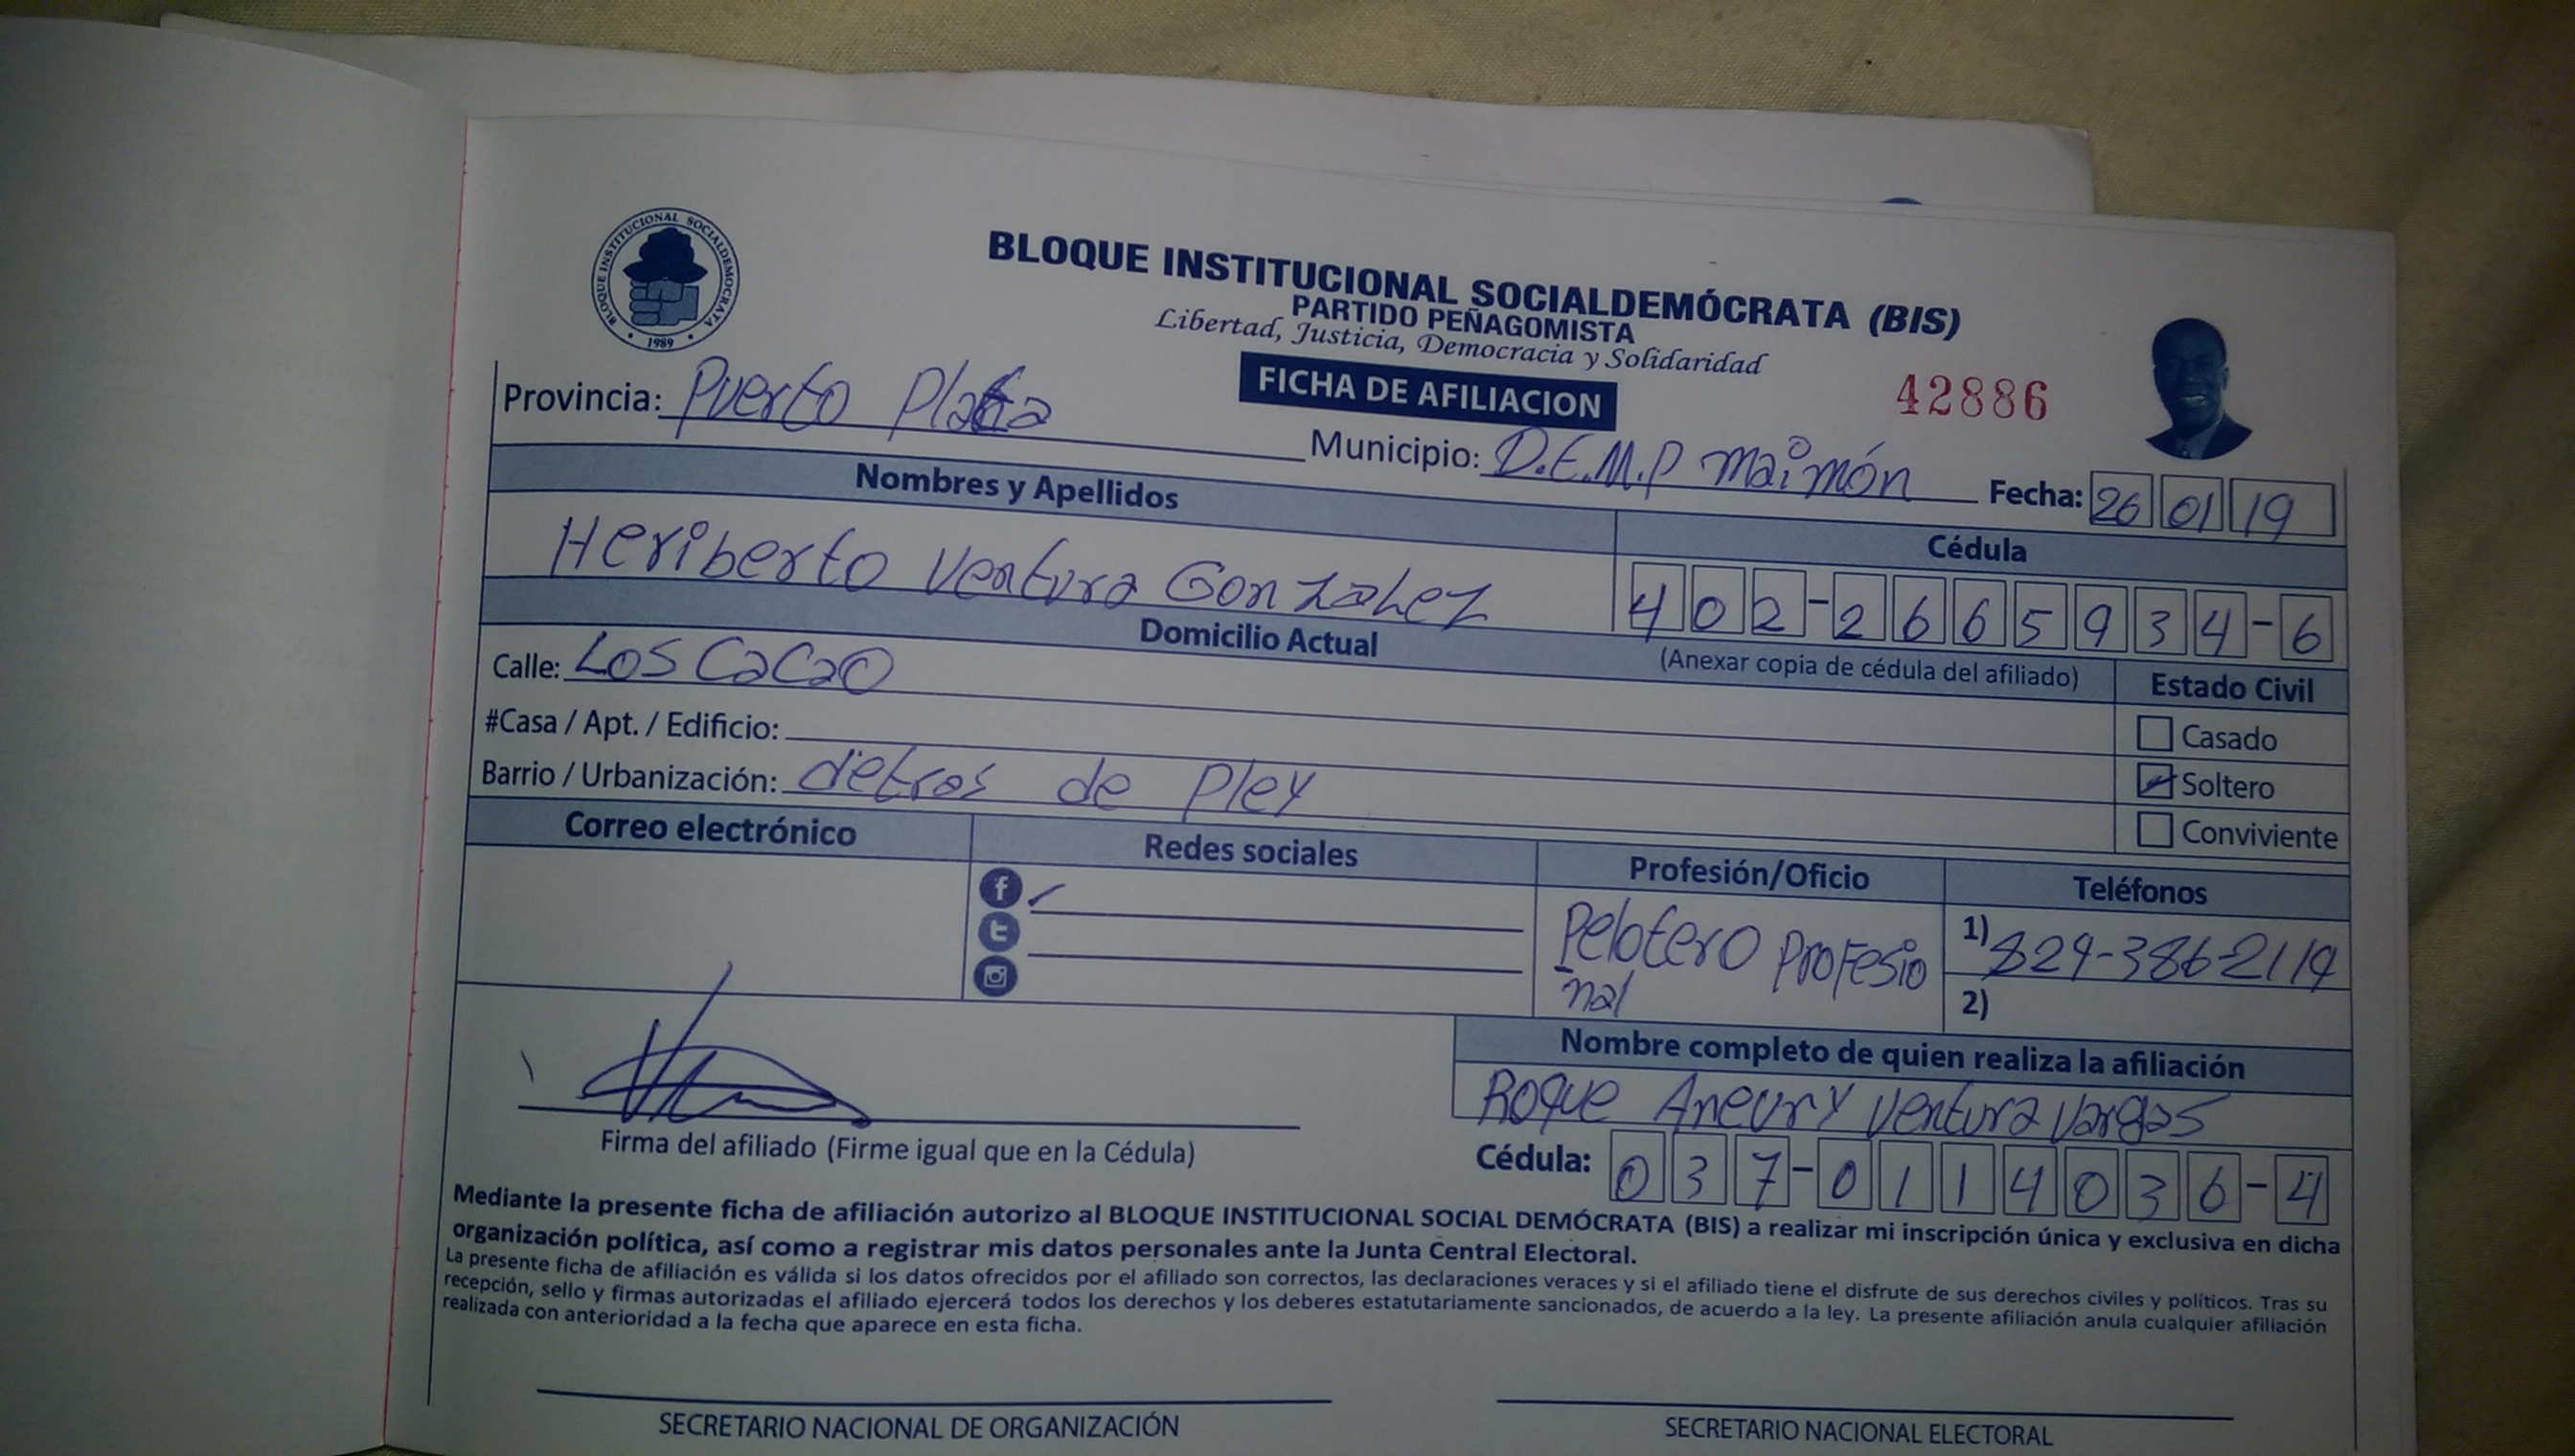 BLOQUE INSTITUCIONAL SOCIALDEMOCRATA
1989
BLOQUE INSTITUCIONAL SOCIALDEMÓCRATA (BIS)
PARTIDO PEÑAGOMISTA
Libertad, Justicia, Democracia y Solidaridad
FICHA DE AFILIACION
42886
Provincia: Puerto Plata
Municipio: D.E.M.P Maimón Fecha: 26 01 19
Nombres y Apellidos
Cédula
Heriberto Ventura Gonzalez
402-2665934-6
Domicilio Actual
(Anexar copia de cédula del afiliado)
Estado Civil
Calle: Los Cacao
#Casa / Apt. / Edificio:
Barrio / Urbanización: detras de Pley
Casado
Soltero
Conviviente
Correo electrónico
Redes sociales
Profesión/Oficio
Teléfonos
Pelotero Profesio
nal
1) 829-386-2119
2)
Nombre completo de quien realiza la afiliación
Roque Aneury Ventura Vargas
Firma del afiliado (Firme igual que en la Cédula)
Cédula: 037-0114036-4
Mediante la presente ficha de afiliación autorizo al BLOQUE INSTITUCIONAL SOCIAL DEMÓCRATA (BIS) a realizar mi inscripción única y exclusiva en dicha
organización política, así como a registrar mis datos personales ante la Junta Central Electoral.
La presente ficha de afiliación es válida si los datos ofrecidos por el afiliado son correctos, las declaraciones veraces y si el afiliado tiene el disfrute de sus derechos civiles y políticos. Tras su
recepción, sello y firmas autorizadas el afiliado ejercerá todos los derechos y los deberes estatutariamente sancionados, de acuerdo a la ley. La presente afiliación anula cualquier afiliación
realizada con anterioridad a la fecha que aparece en esta ficha.
SECRETARIO NACIONAL DE ORGANIZACIÓN
SECRETARIO NACIONAL ELECTORAL